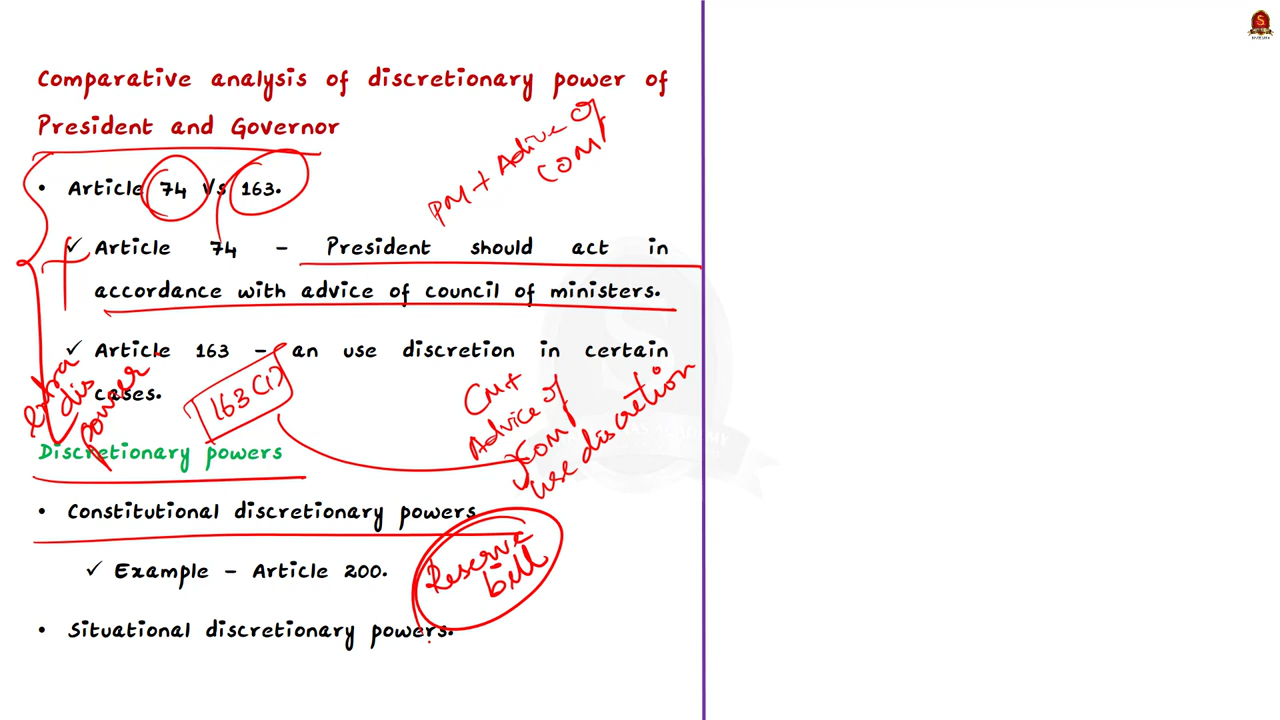 Comparative analysis of discretionary power of
President and Governor
PM + Advice of
COM
• Article 74 Vs 163.
✓ Article 74 - President should act in
accordance with advice of council of ministers.
✓ Article 163 - an use discretion in certain
cases.
extra
dis
power
163(1)
CM+
Advice of
COM
use discretion
Discretionary powers
• Constitutional discretionary powers
✓ Example - Article 200.
Reserve
bill
• Situational discretionary powers.